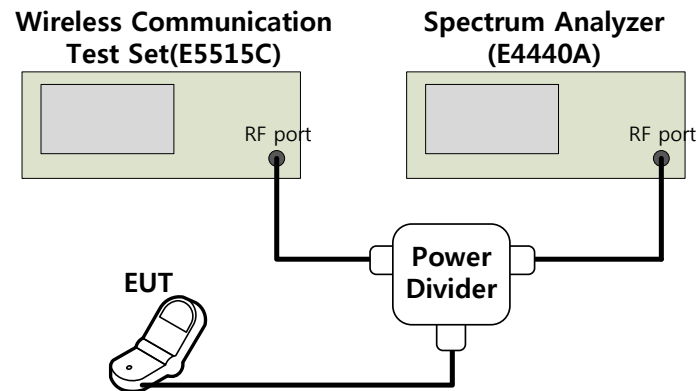 Wireless Communication
Test Set(E5515C)
Spectrum Analyzer
(E4440A)
RF port
RF port
Power
Divider
EUT